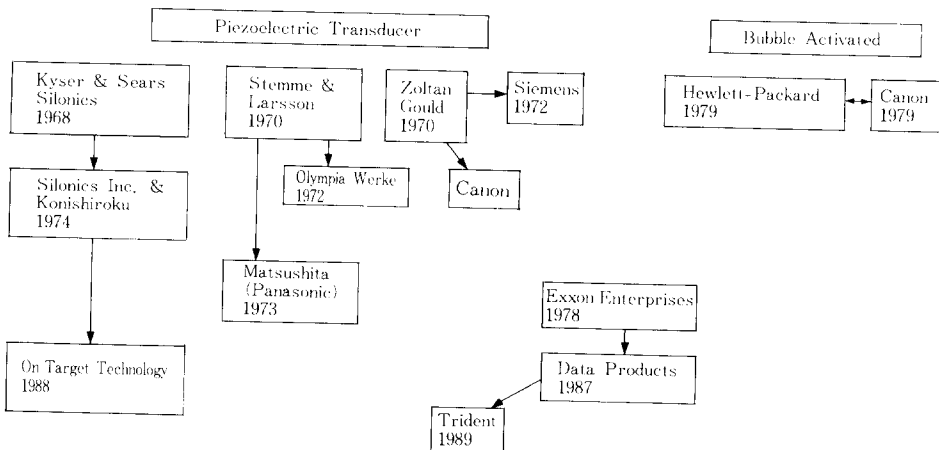 Piezoelectric Transducer
Bubble Activated
Kyser & Sears
Silonics
1968
Stemme &
Larsson
1970
Zoltan
Gould
1970
Siemens
1972
Hewlett-Packard
1979
Canon
1979
Silonics Inc. &
Konishiroku
1974
Olympia Werke
1972
Canon
Matsushita
(Panasonic)
1973
Exxon Enterprises
1978
On Target Technology
1988
Data Products
1987
Trident
1989